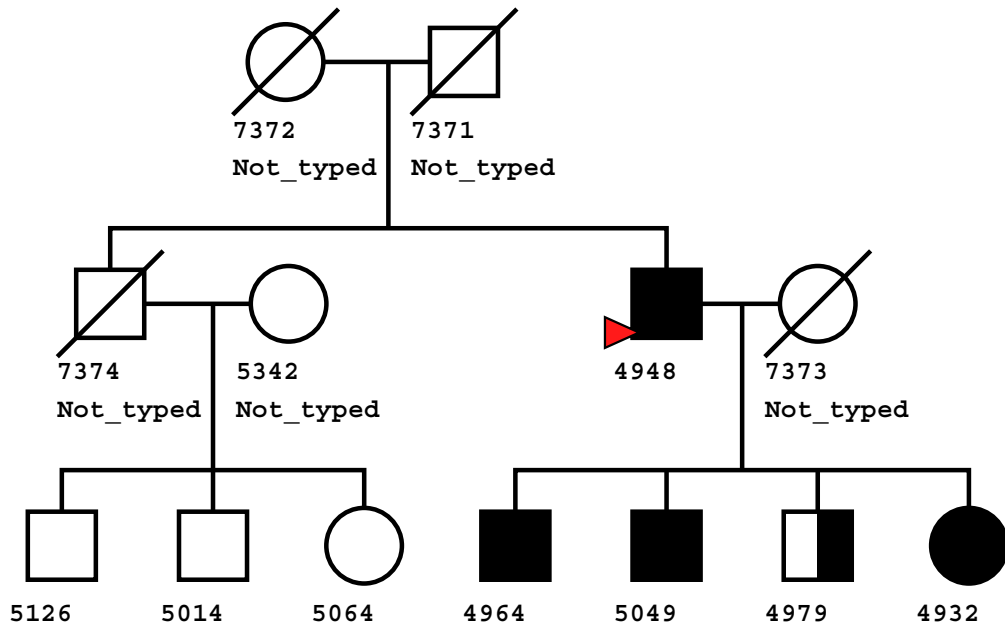 7372 7371
Not_typed Not_typed
7374 5342 4948 7373
Not_typed Not_typed Not_typed
5126 5014 5064 4964 5049 4979 4932